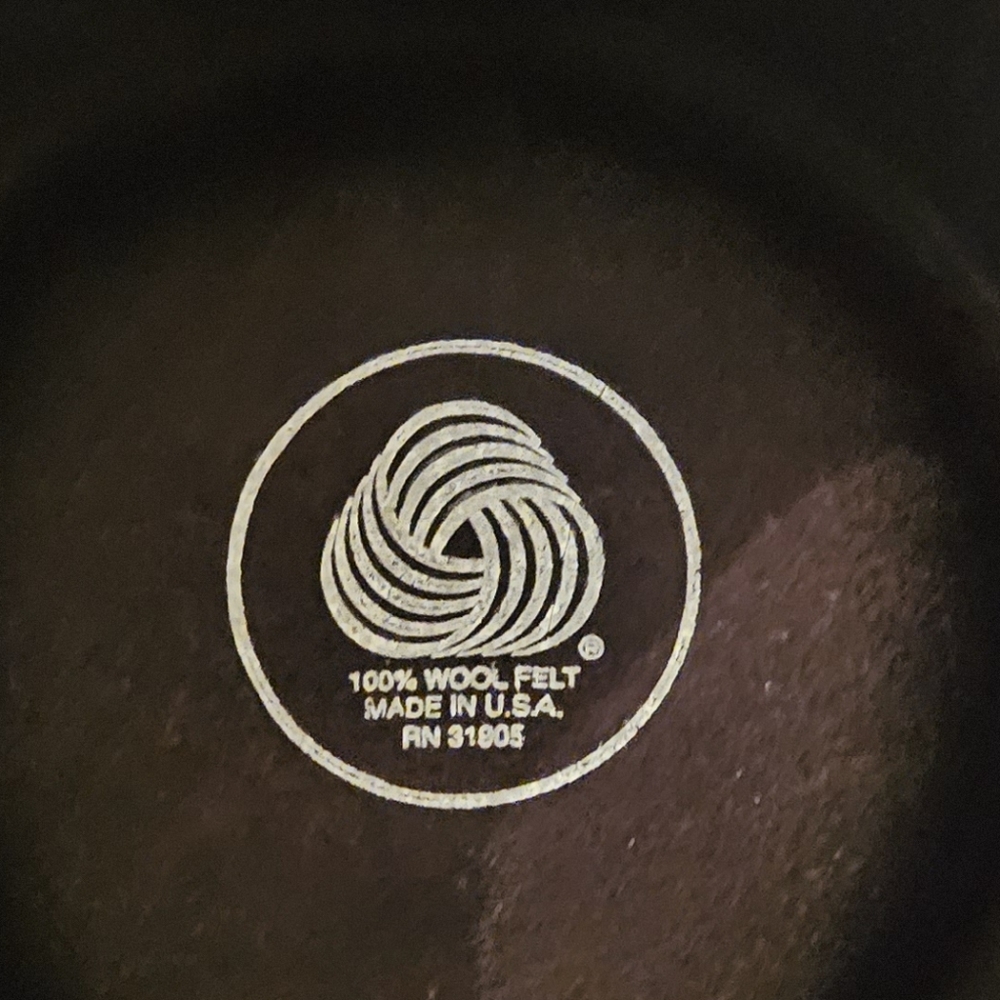 ®
100% WOOL FELT
MADE IN U.S.A.
RN 31805